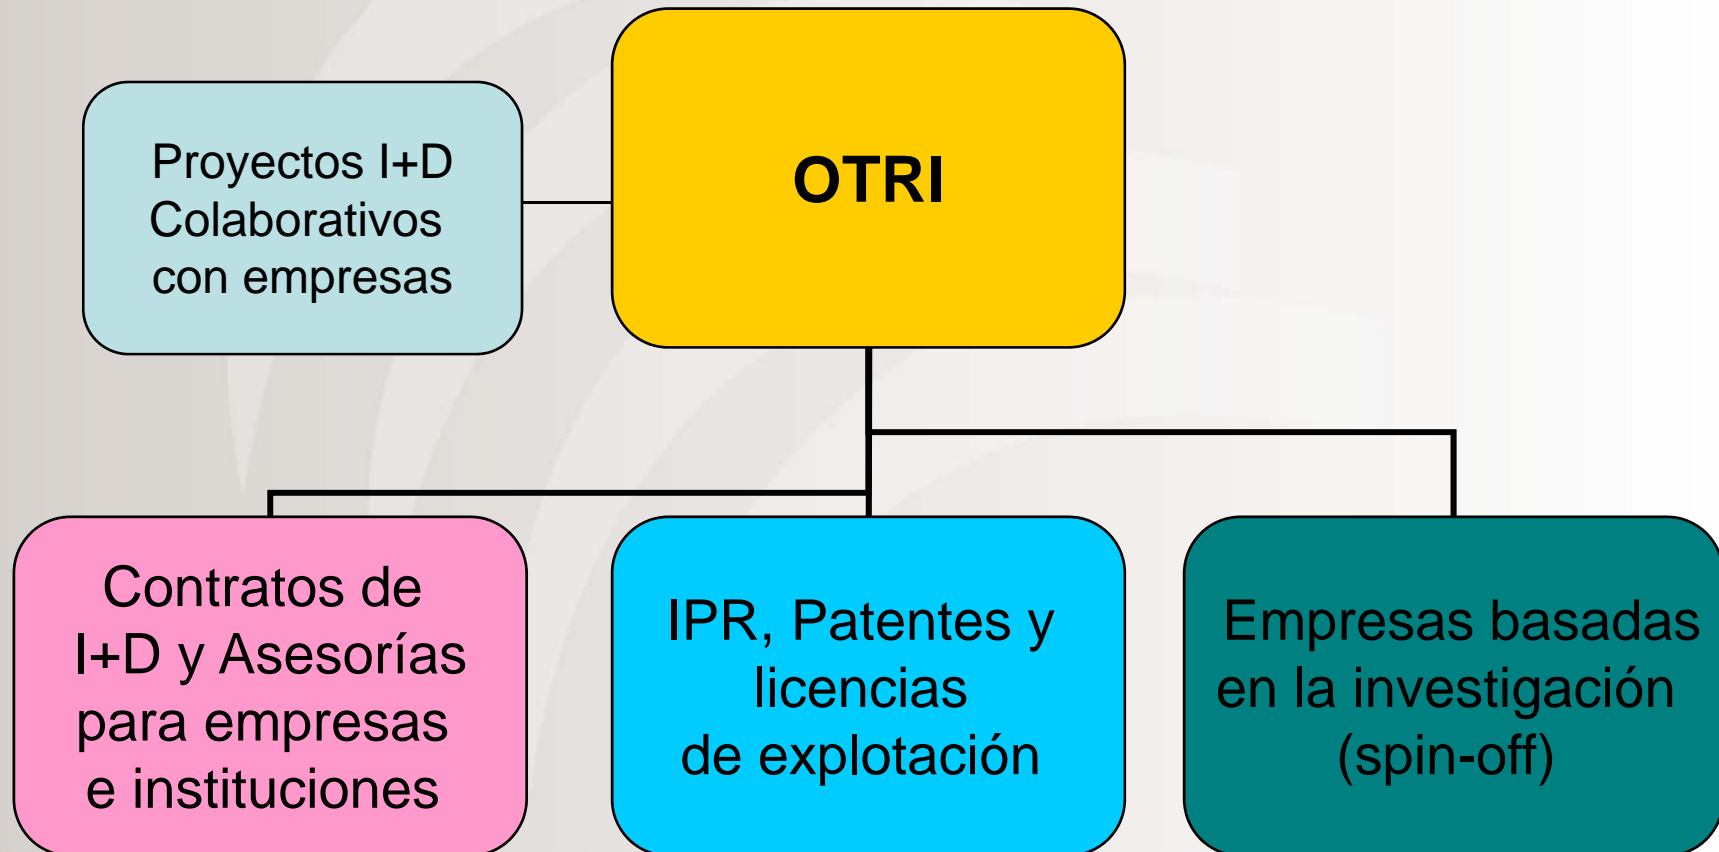 OTRI
Proyectos I+D
Colaborativos
con empresas
Contratos de
I+D y Asesorías
para empresas
e instituciones
IPR, Patentes y
licencias
de explotación
Empresas basadas
en la investigación
(spin-off)